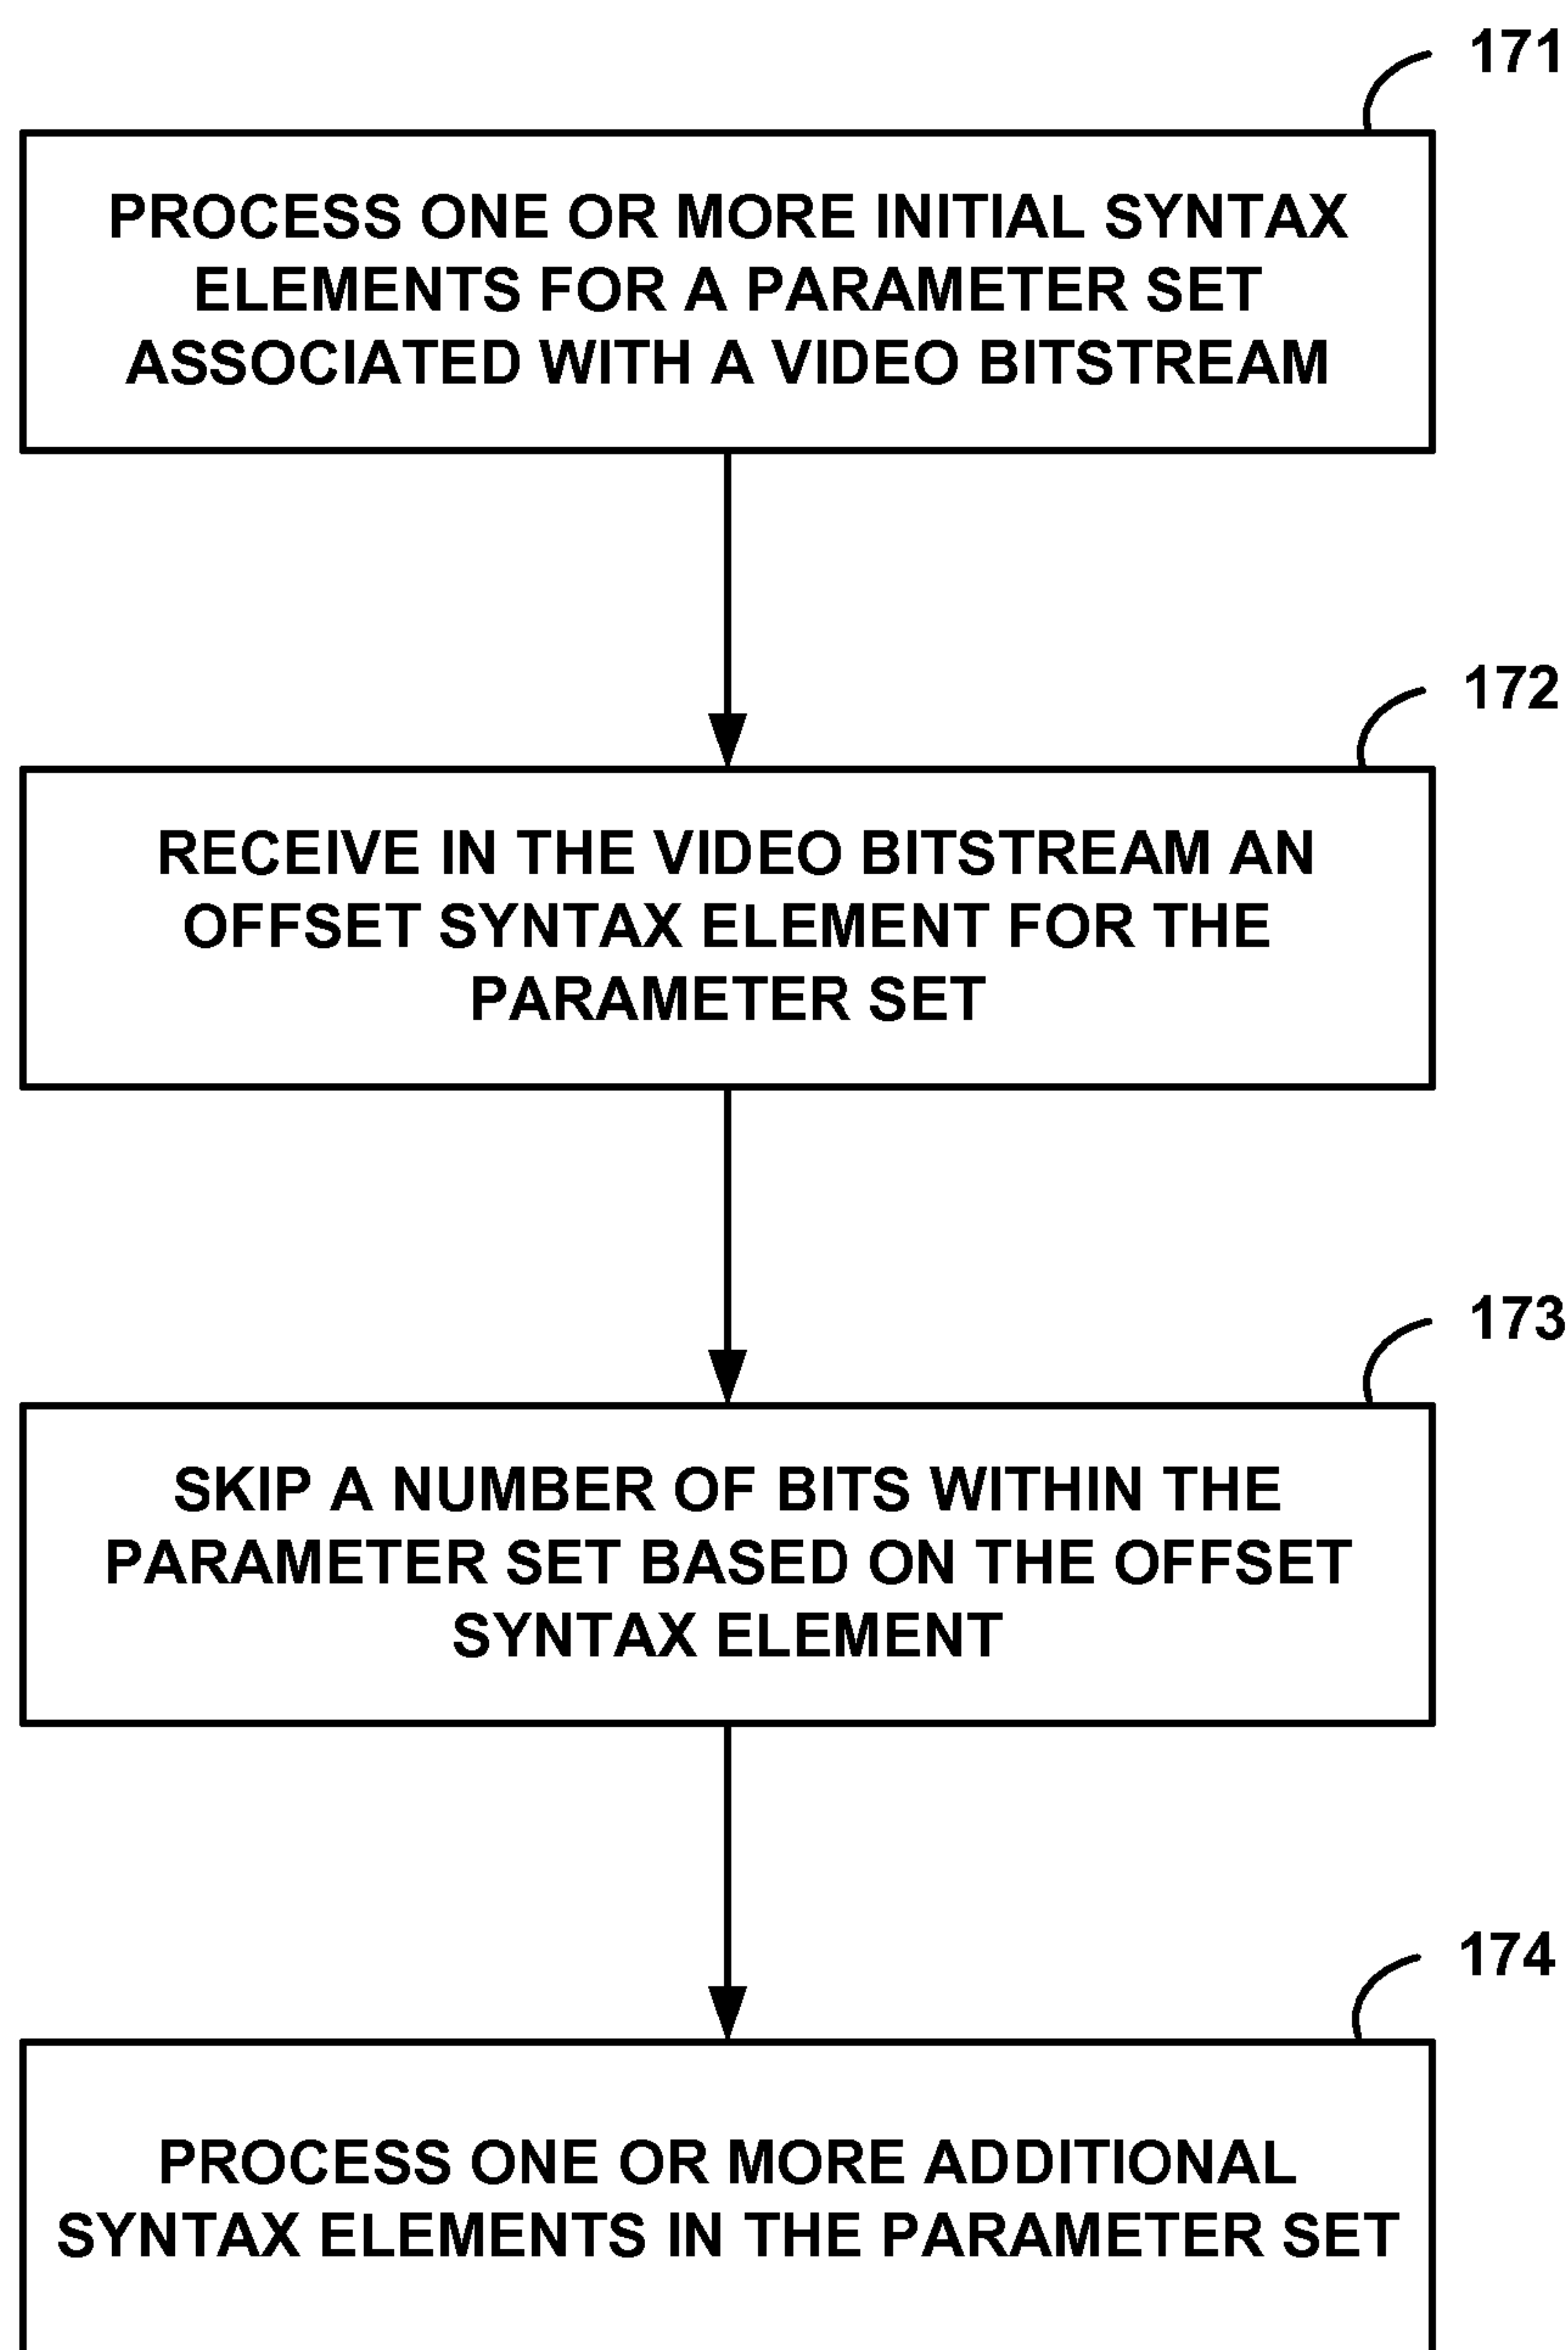 171
PROCESS ONE OR MORE INITIAL SYNTAX
ELEMENTS FOR A PARAMETER SET
ASSOCIATED WITH A VIDEO BITSTREAM
172
RECEIVE IN THE VIDEO BITSTREAM AN
OFFSET SYNTAX ELEMENT FOR THE
PARAMETER SET
173
SKIP A NUMBER OF BITS WITHIN THE
PARAMETER SET BASED ON THE OFFSET
SYNTAX ELEMENT
174
PROCESS ONE OR MORE ADDITIONAL
SYNTAX ELEMENTS IN THE PARAMETER SET